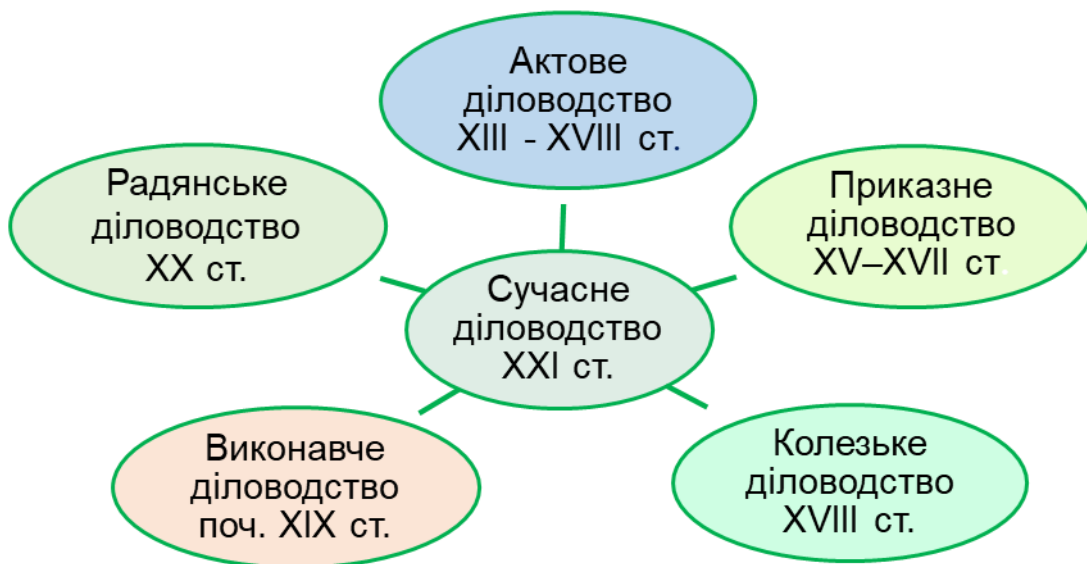 Актове
діловодство
XIII - XVIII ст.
Приказне
діловодство
XV–XVII ст.
Колезьке
діловодство
XVIII ст.
Виконавче
діловодство
поч. XIX ст.
Радянське
діловодство
XX ст.
Сучасне
діловодство
XXI ст.